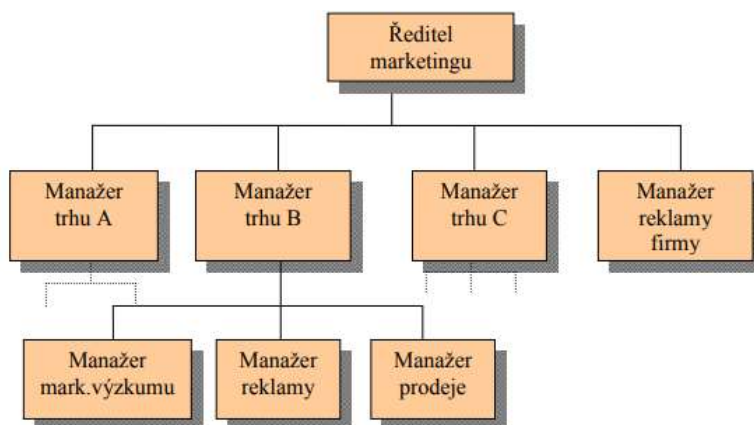 Ředitel
marketingu
Manažer
trhu A
Manažer
trhu B
Manažer
trhu C
Manažer
reklamy
firmy
Manažer
mark.výzkumu
Manažer
reklamy
Manažer
prodeje